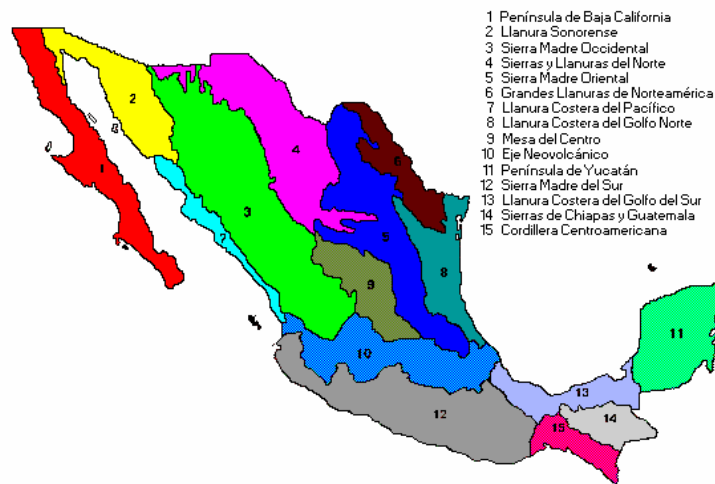 1 Península de Baja California
2 Llanura Sonorense
3 Sierra Madre Occidental
4 Sierras y Llanuras del Norte
5 Sierra Madre Oriental
6 Grandes Llanuras de Norteamérica
7 Llanura Costera del Pacífico
8 Llanura Costera del Golfo Norte
9 Mesa del Centro
10 Eje Neovolcánico
11 Península de Yucatán
12 Sierra Madre del Sur
13 Llanura Costera del Golfo del Sur
14 Sierras de Chiapas y Guatemala
15 Cordillera Centroamericana
2
6
4
1
3
7
5
8
9
11
10
13
12
14
15